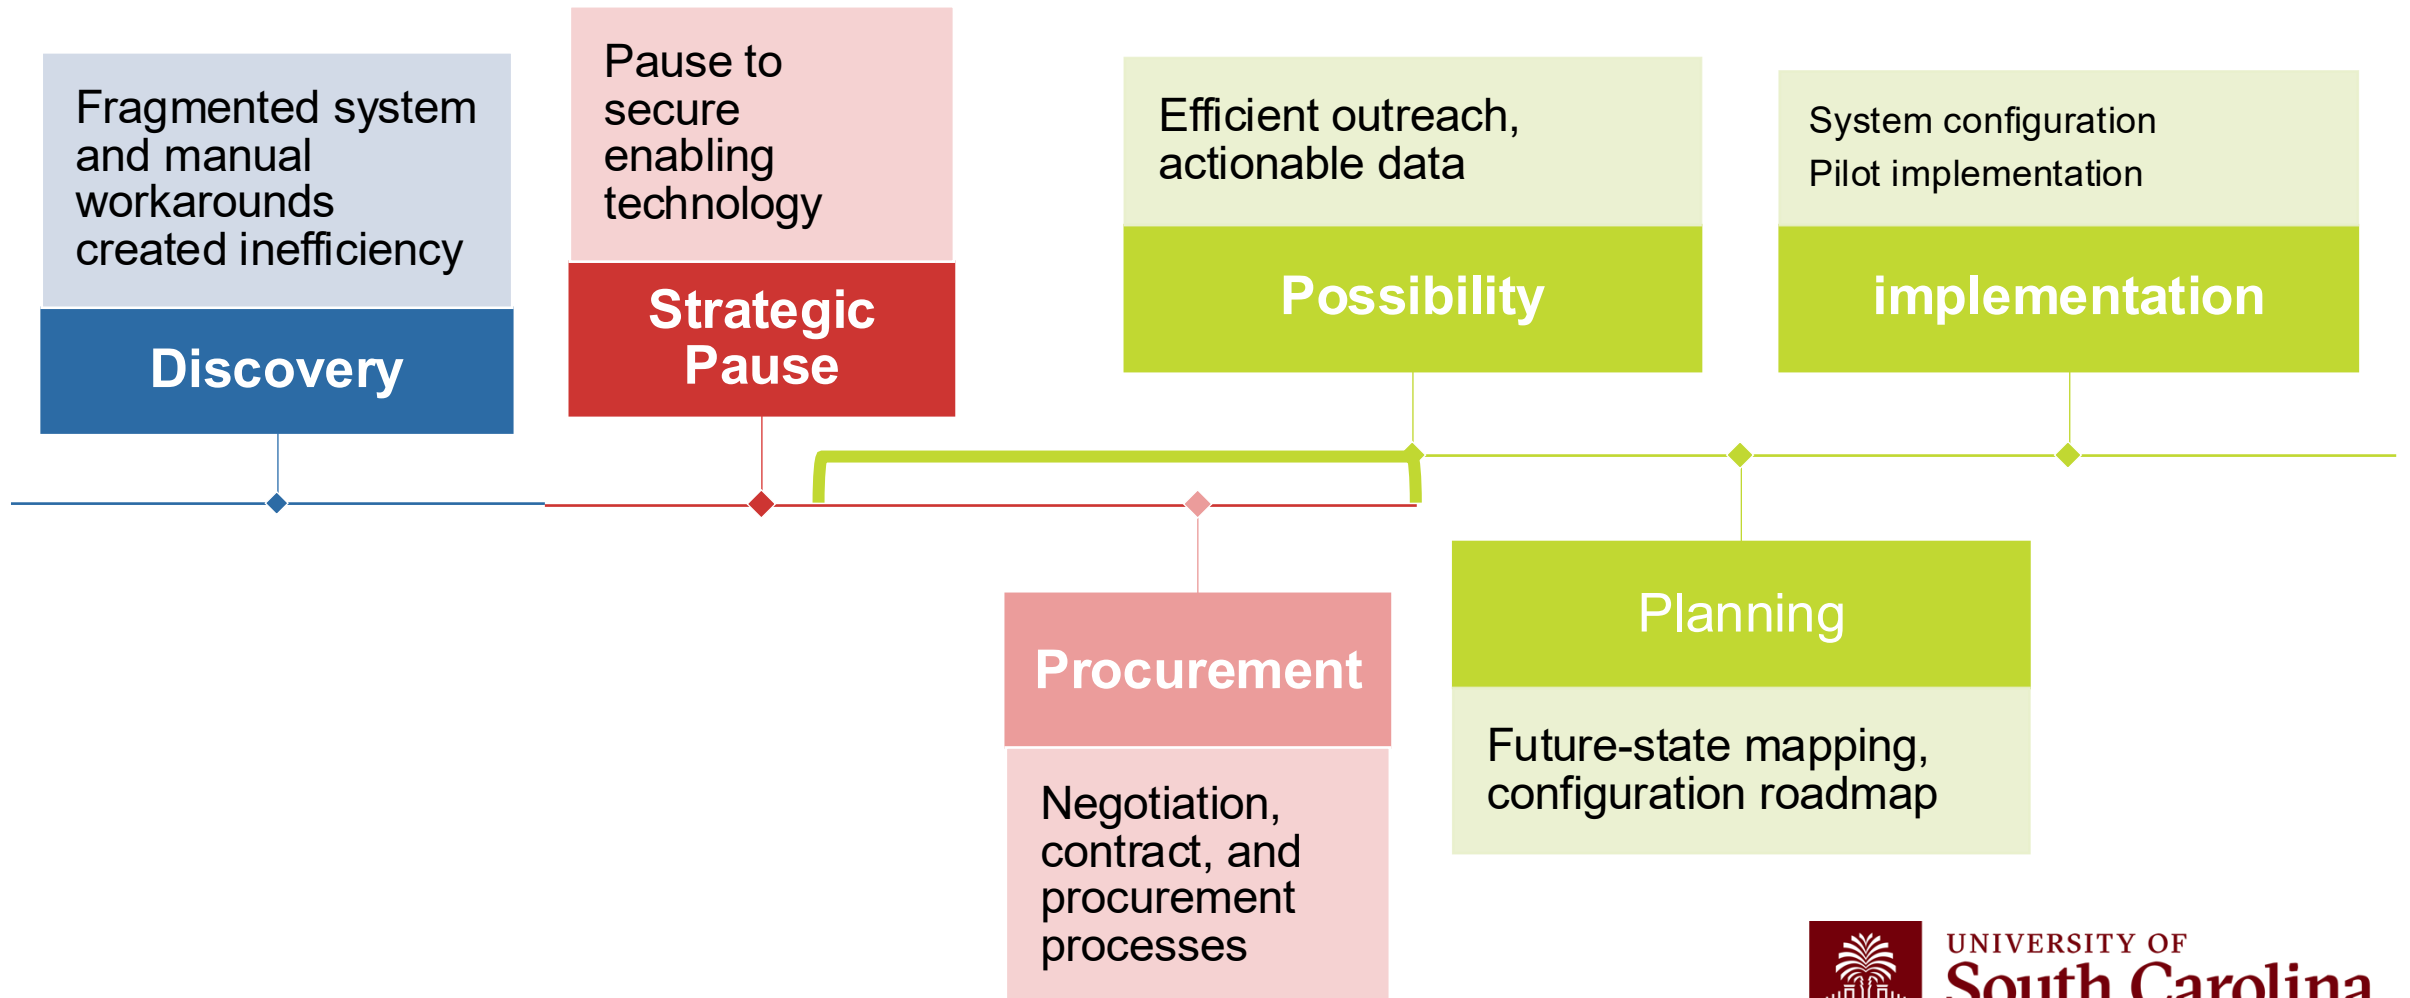 Fragmented system
and manual
workarounds
created inefficiency
Discovery
Pause to
secure
enabling
technology
Strategic
Pause
Efficient outreach,
actionable data
Possibility
System configuration
Pilot implementation
implementation
Procurement
Negotiation,
contract, and
procurement
processes
Planning
Future-state mapping,
configuration roadmap
UNIVERSITY OF
South Carolina